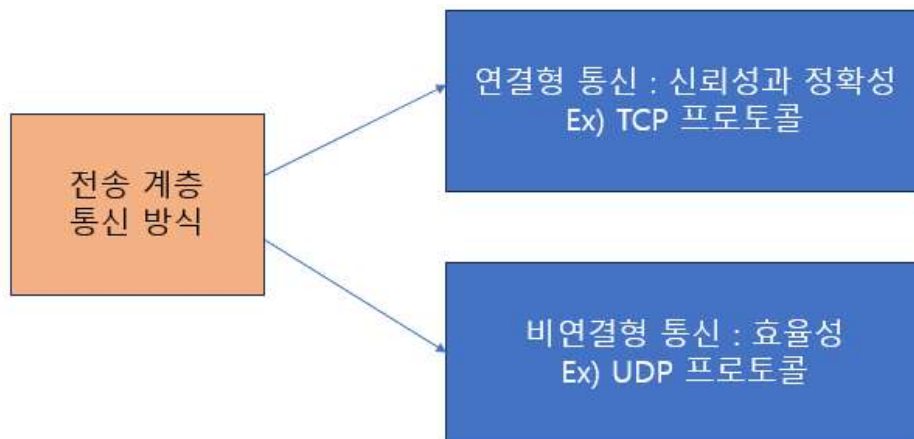 전송 계층
통신 방식
연결형 통신 : 신뢰성과 정확성
Ex) TCP 프로토콜
비연결형 통신 : 효율성
Ex) UDP 프로토콜